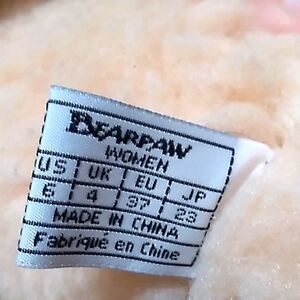 BEARPAW
WOMEN
US UK EU JP
6 4 37 23
MADE IN CHINA
Fabriqué en Chine